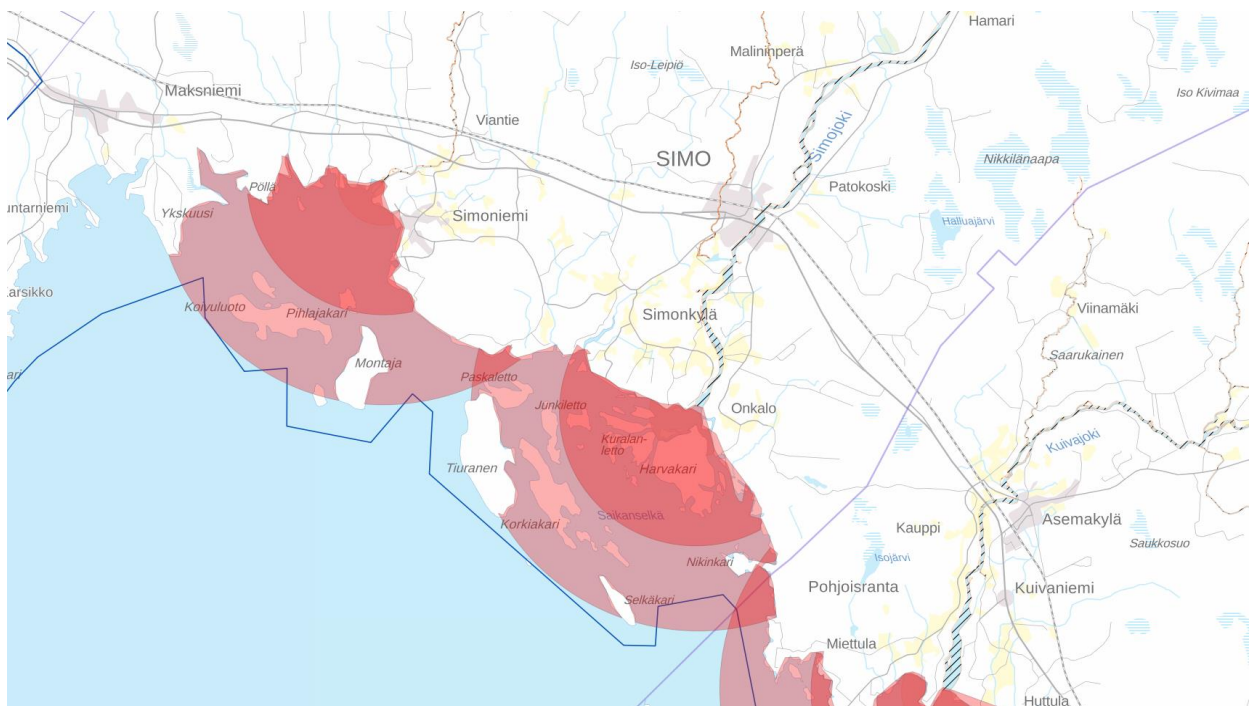 Hamari
Malininperä
Iso-Leipiö
Maksniemi
Iso Kivimaa
Viantie
Simojoki
SIMO
Nikkilänaapa
Pöllä
Patokoski
untarniemi
Ykskuusi
Simoniemi
Halluajärvi
arsikko
Koivuluoto
Pihlajakari
Simonkylä
Viinamäki
Saarukainen
Montaja
ari
Paskaletto
Junkiletto
Onkalo
Kuralan-
letto
Kuivajoki
Tiuranen
Harvakari
Korkiakari
Saikanselkä
Kauppi
Asemakylä
Saukkosuo
Nikinkari
Isojärvi
Pohjoisranta
Kuivaniemi
Selkäkari
Miettula
Huttula